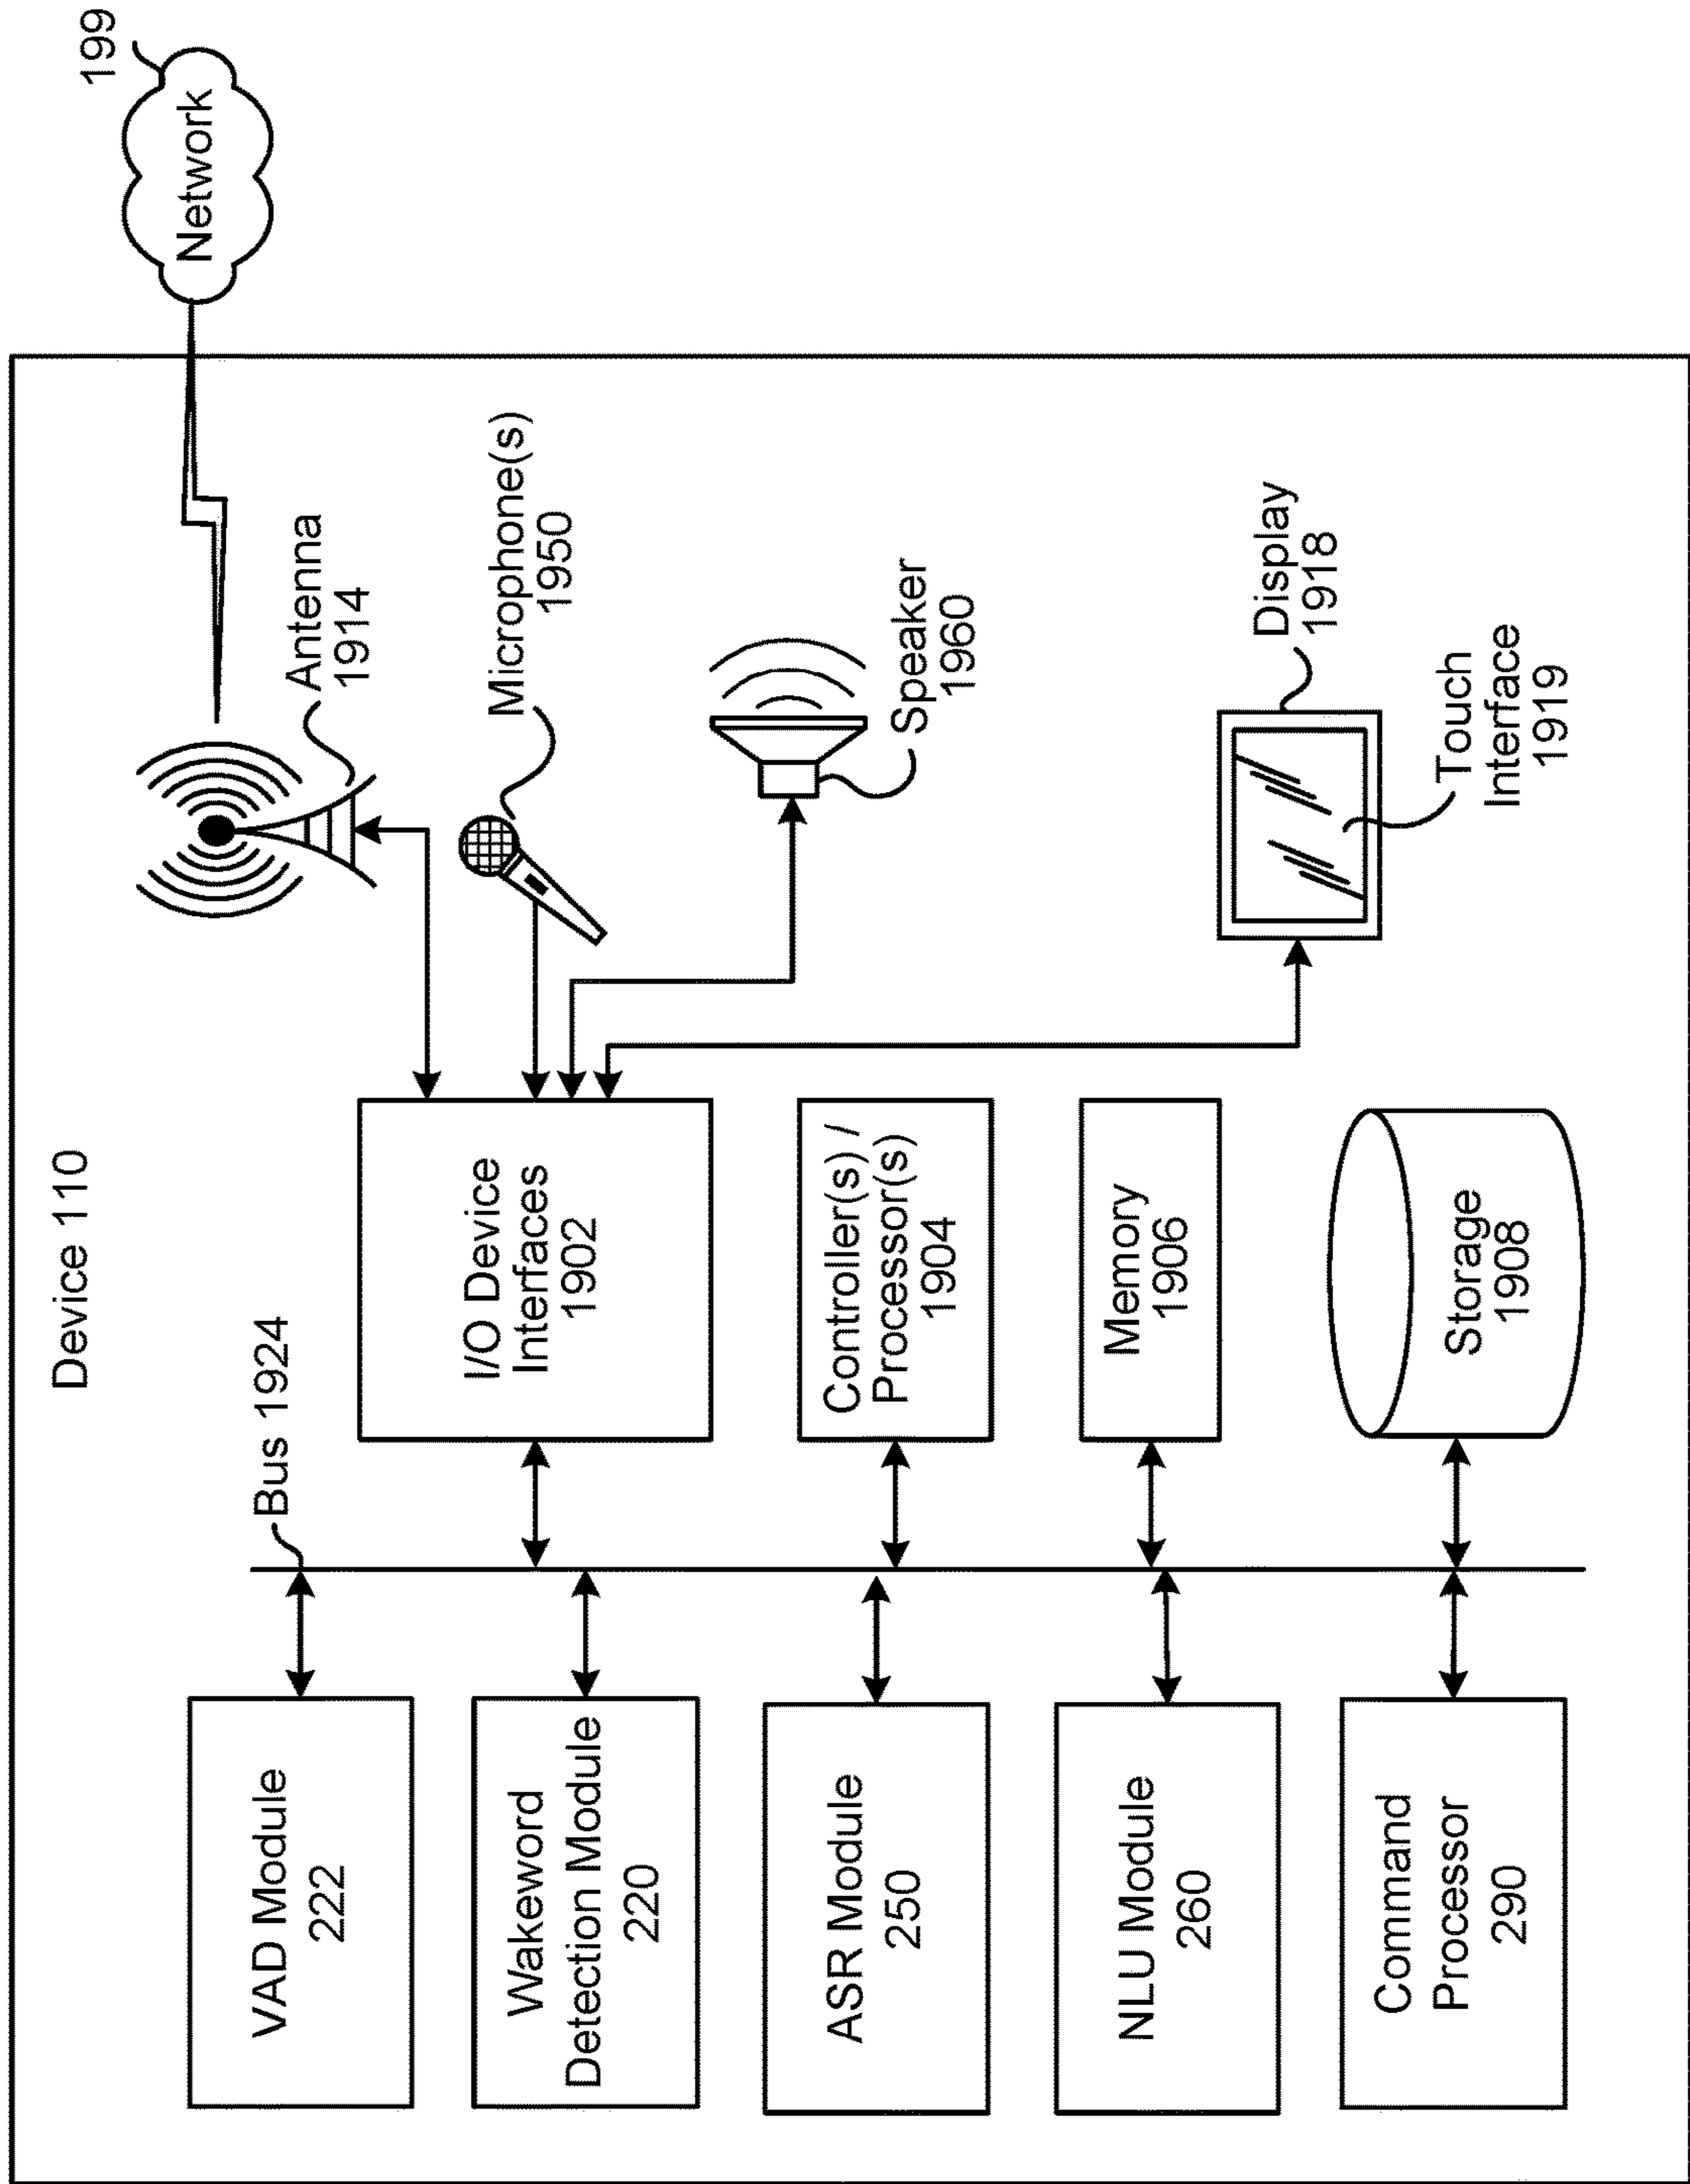 Device 110
Bus 1924
VAD Module
222
Wakeword
Detection Module
220
ASR Module
250
NLU Module
260
Command
Processor
290
I/O Device
Interfaces
1902
Controller(s) /
Processor(s)
1904
Memory
1906
Storage
1908
Antenna
1914
Microphone(s)
1950
Speaker
1960
Display
1918
Touch
Interface
1919
Network
199